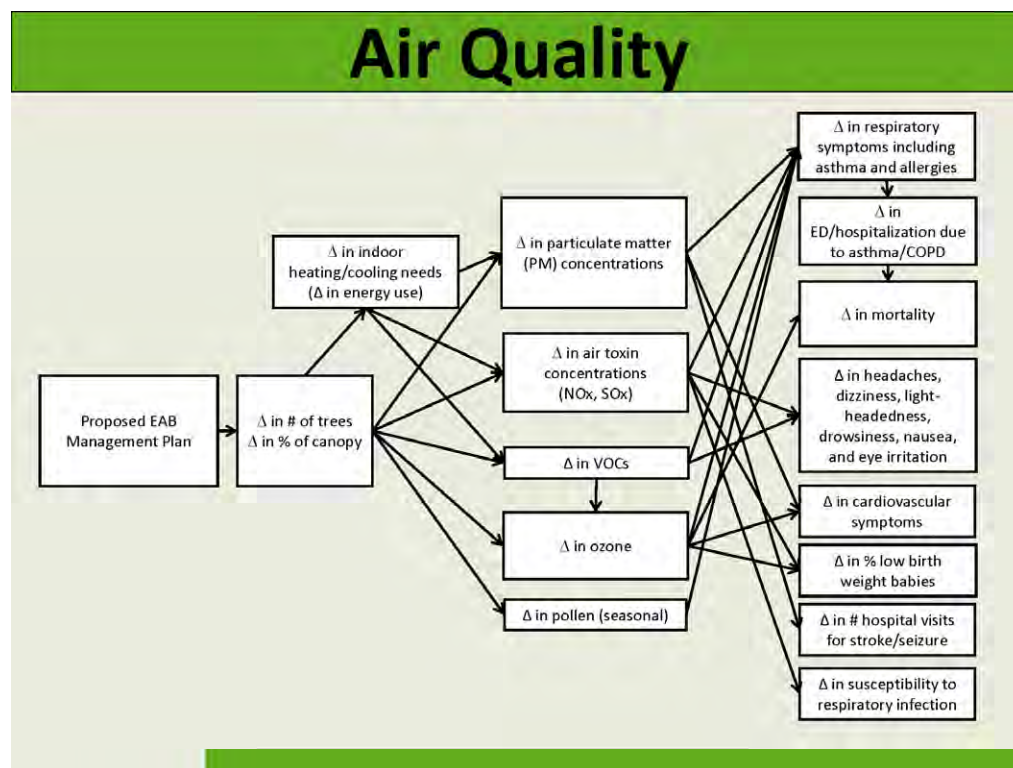 Air Quality
Proposed EAB
Management Plan
∆ in # of trees
∆ in % of canopy
∆ in indoor
heating/cooling needs
(∆ in energy use)
∆ in particulate matter
(PM) concentrations
∆ in air toxin
concentrations
(NOx, SOx)
∆ in VOCs
∆ in ozone
∆ in pollen (seasonal)
∆ in respiratory
symptoms including
asthma and allergies
∆ in
ED/hospitalization due
to asthma/COPD
∆ in mortality
∆ in headaches,
dizziness, light-
headedness,
drowsiness, nausea,
and eye irritation
∆ in cardiovascular
symptoms
∆ in % low birth
weight babies
∆ in # hospital visits
for stroke/seizure
∆ in susceptibility to
respiratory infection